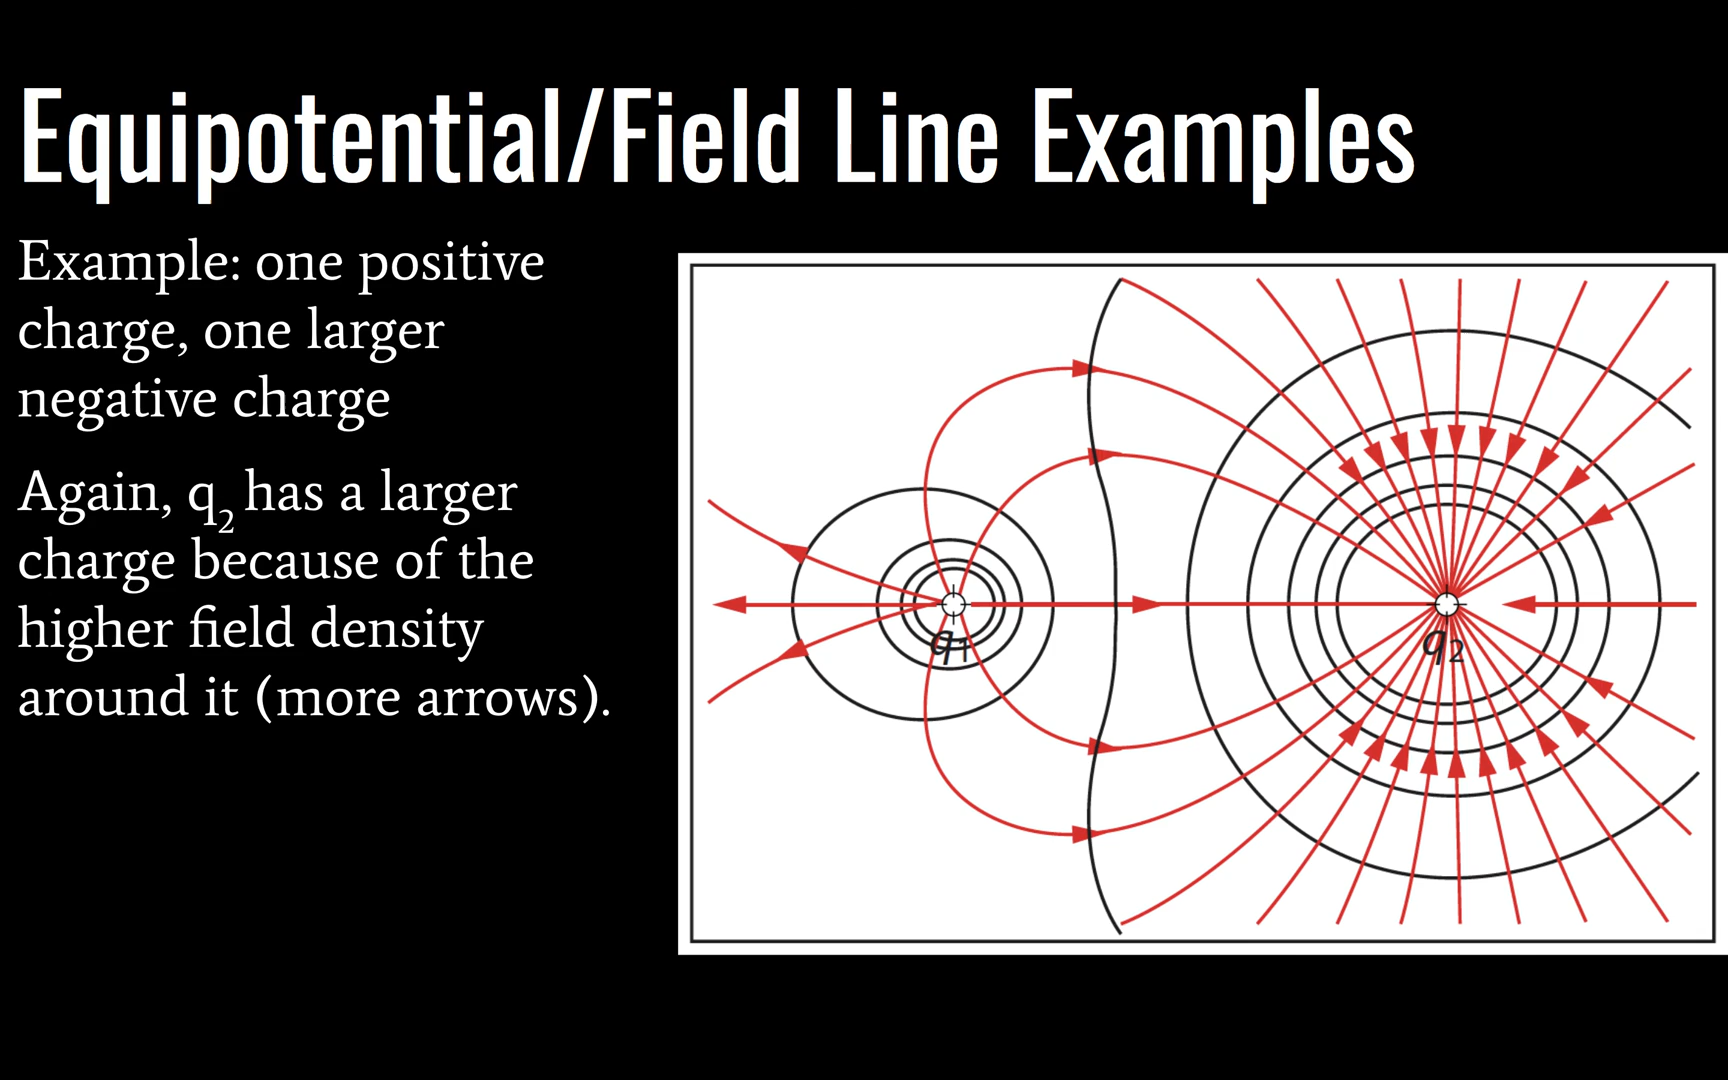 Equipotential/Field Line Examples
Example: one positive
charge, one larger
negative charge
Again, q₂ has a larger
charge because of the
higher field density
around it (more arrows).
q₁
q₂